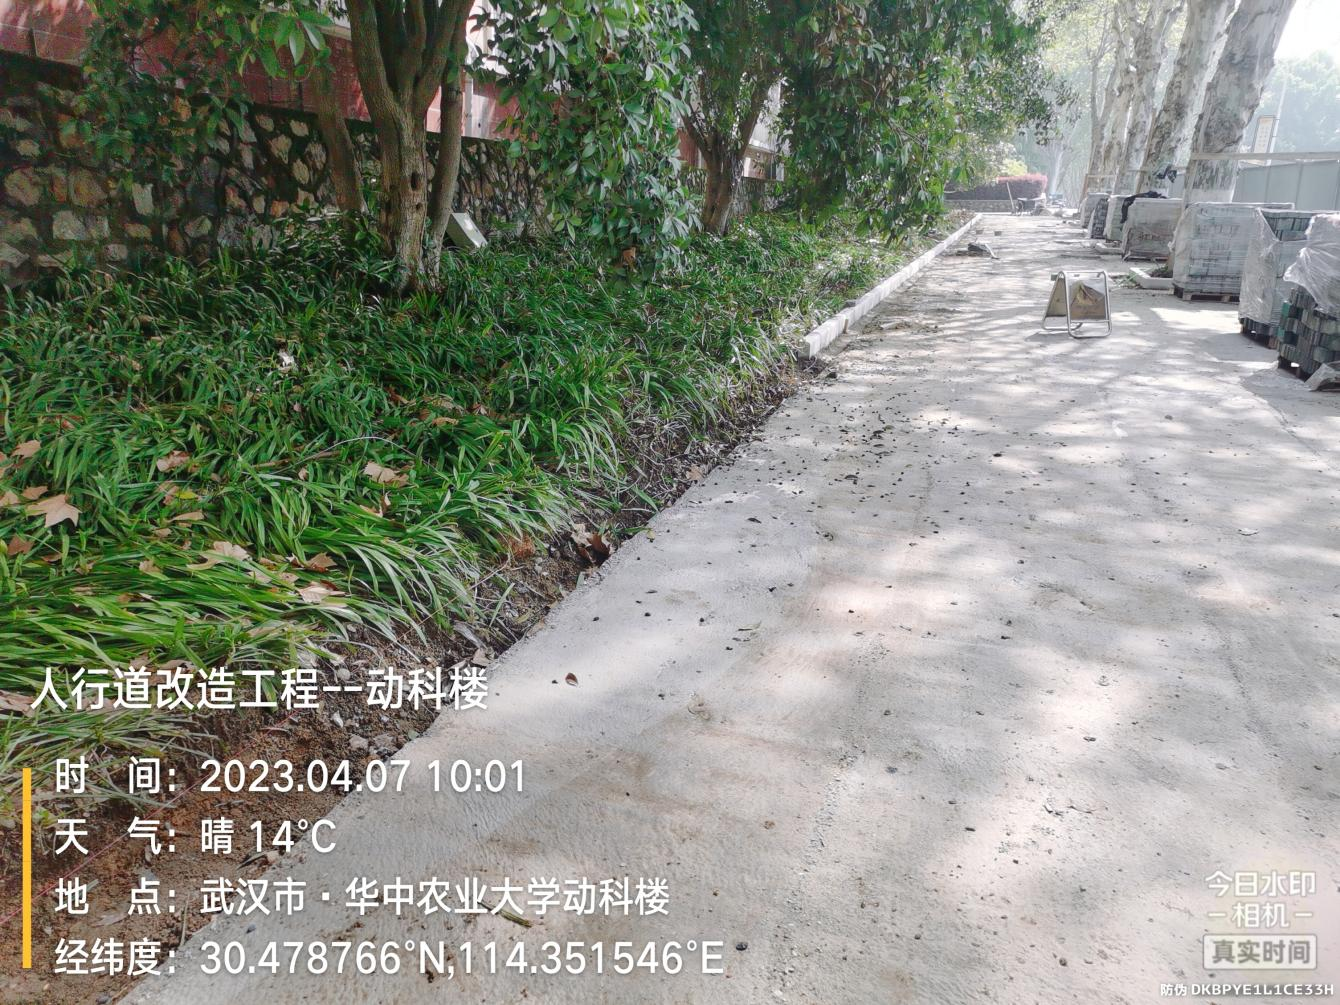 人行道改造工程--动科楼
时 间：2023.04.07 10:01
天 气：晴 14℃
地 点：武汉市·华中农业大学动科楼
经纬度：30.478766°N,114.351546°E
今日水印
-相机-
真实时间
防伪 DKBPYE1L1CE33H